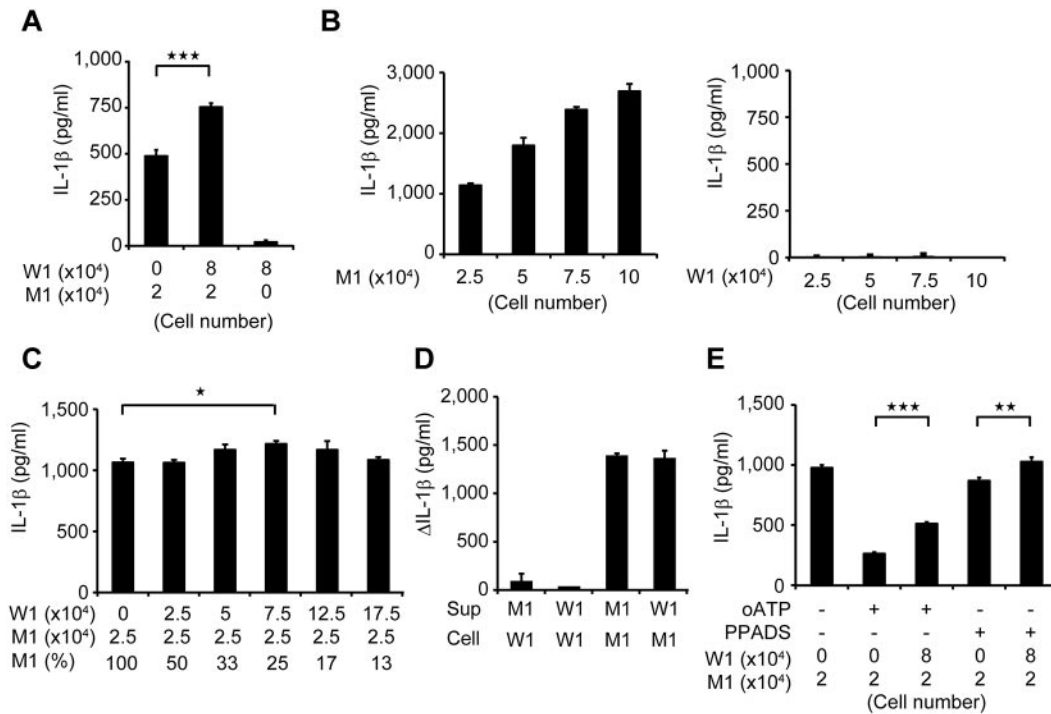 A
1,000
750
500
250
0
IL-1β (pg/ml)
★★★
W1 (x10⁴) 0 8 8
M1 (x10⁴) 2 2 0
(Cell number)
B
3,000
2,000
1,000
0
IL-1β (pg/ml)
M1 (x10⁴) 2.5 5 7.5 10
(Cell number)
1,000
750
500
250
0
IL-1β (pg/ml)
W1 (x10⁴) 2.5 5 7.5 10
(Cell number)
C
1,500
1,000
500
0
IL-1β (pg/ml)
★
W1 (x10⁴) 0 2.5 5 7.5 12.5 17.5
M1 (x10⁴) 2.5 2.5 2.5 2.5 2.5 2.5
M1 (%) 100 50 33 25 17 13
D
2,000
1,500
1,000
500
0
ΔIL-1β (pg/ml)
Sup M1 W1 M1 W1
Cell W1 W1 M1 M1
E
1,500
1,000
500
0
IL-1β (pg/ml)
★★★ ★★
oATP - + + - -
PPADS - - - + +
W1 (x10⁴) 0 0 8 0 8
M1 (x10⁴) 2 2 2 2 2
(Cell number)